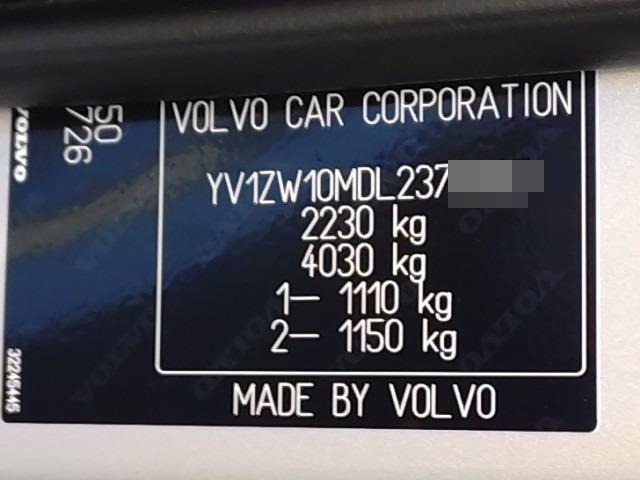 VOLVO CAR CORPORATION
YV1ZW10MDL237
2230 kg
4030 kg
1– 1110 kg
2– 1150 kg
MADE BY VOLVO
VOLVO
50
726
32245445